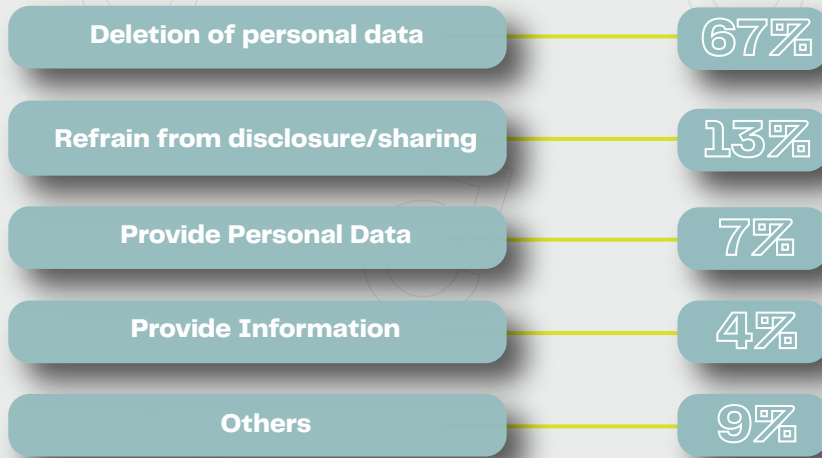 Deletion of personal data 67%
Refrain from disclosure/sharing 13%
Provide Personal Data 7%
Provide Information 4%
Others 9%